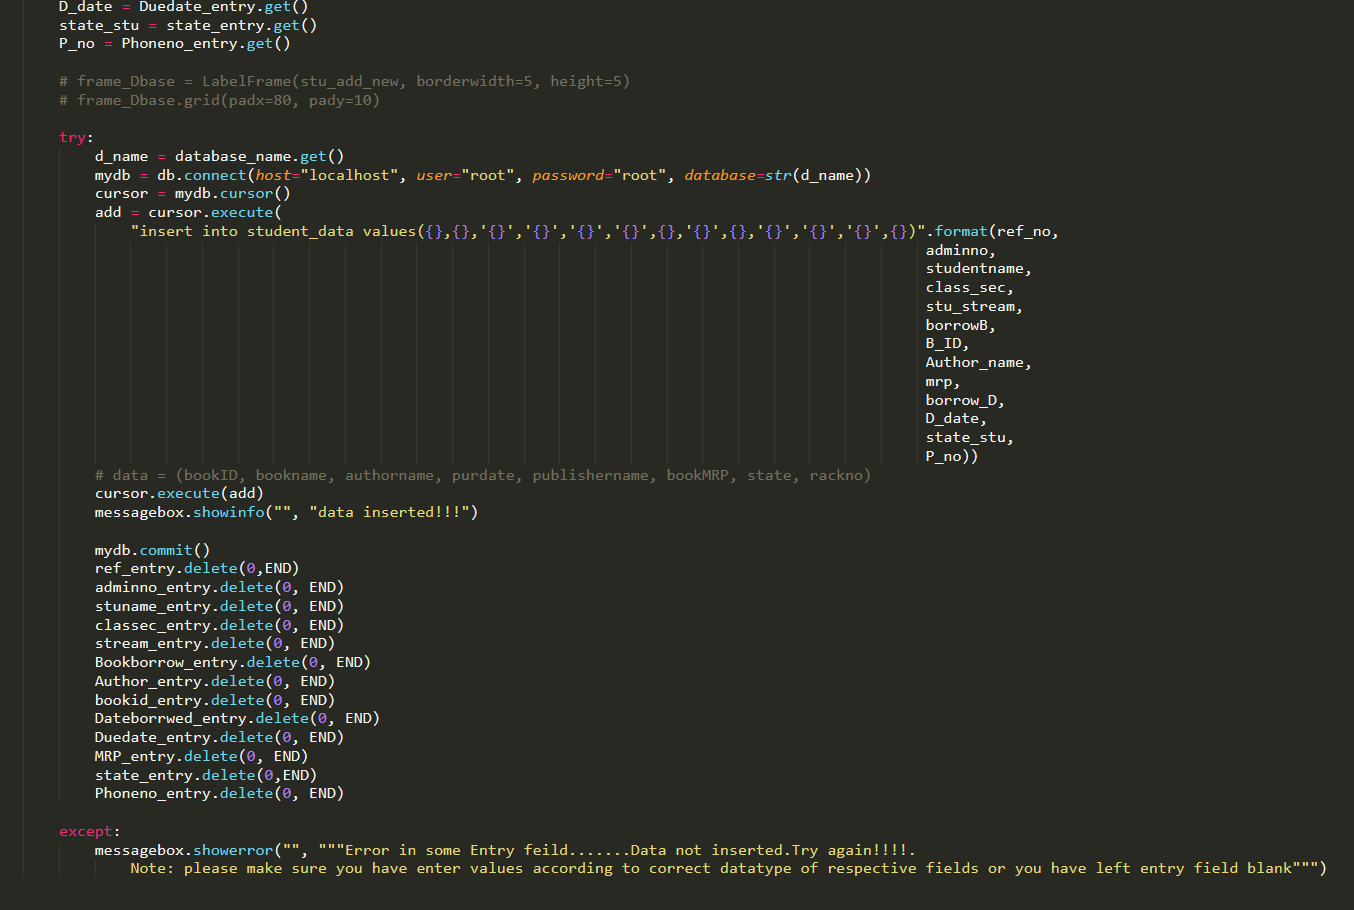 D_date = Duedate_entry.get()
state_stu = state_entry.get()
P_no = Phoneno_entry.get()
# frame_Dbase = LabelFrame(stu_add_new, borderwidth=5, height=5)
# frame_Dbase.grid(padx=80, pady=10)
try:
d_name = database_name.get()
mydb = db.connect(host="localhost", user="root", password="root", database=str(d_name))
cursor = mydb.cursor()
add = cursor.execute(
"insert into student_data values({},{},'{}','{}','{}','{}',{},'{}',{},'{}','{}','{}',{})".format(ref_no,
adminno,
studentname,
class_sec,
stu_stream,
borrowB,
B_ID,
Author_name,
mrp,
borrow_D,
D_date,
state_stu,
P_no))
# data = (bookID, bookname, authorname, purdate, publishername, bookMRP, state, rackno)
cursor.execute(add)
messagebox.showinfo("", "data inserted!!!")
mydb.commit()
ref_entry.delete(0,END)
adminno_entry.delete(0, END)
stuname_entry.delete(0, END)
classec_entry.delete(0, END)
stream_entry.delete(0, END)
Bookborrow_entry.delete(0, END)
Author_entry.delete(0, END)
bookid_entry.delete(0, END)
Dateborrwed_entry.delete(0, END)
Duedate_entry.delete(0, END)
MRP_entry.delete(0, END)
state_entry.delete(0,END)
Phoneno_entry.delete(0, END)
except:
messagebox.showerror("", """Error in some Entry feild.......Data not inserted.Try again!!!!.
Note: please make sure you have enter values according to correct datatype of respective fields or you have left entry field blank""")